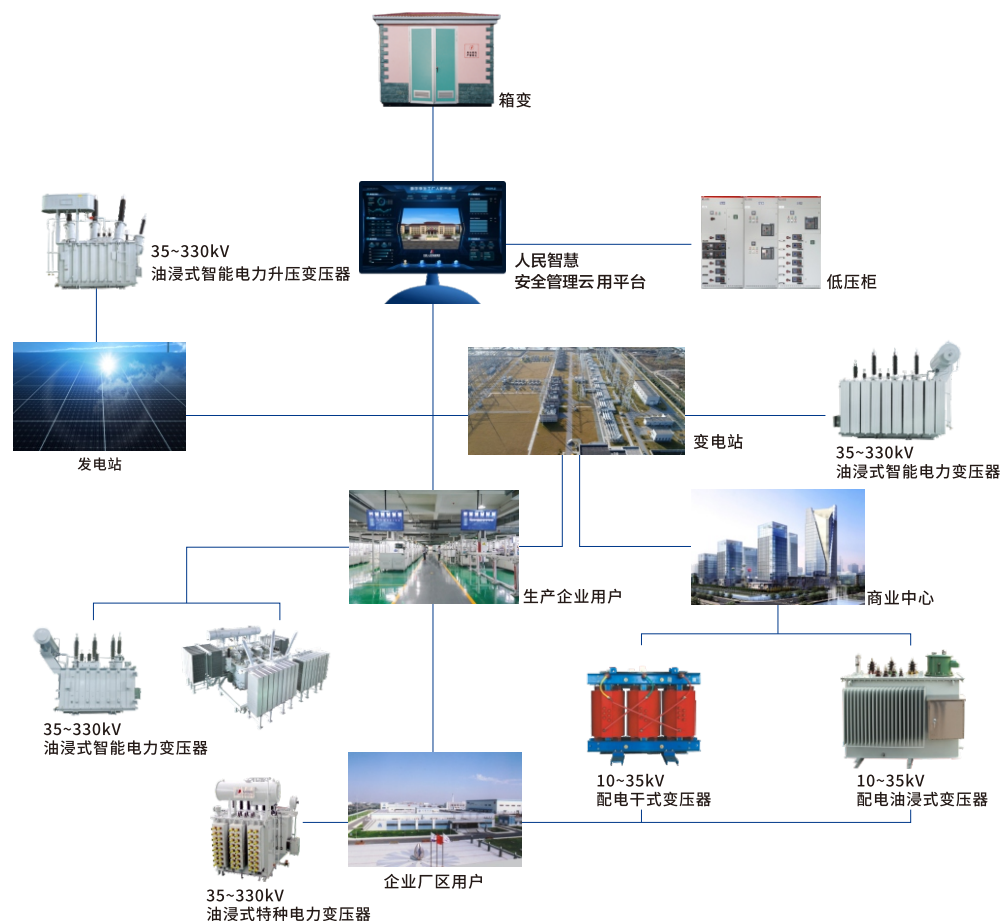 箱变
35~330kV
油浸式智能电力升压变压器
人民智慧
安全管理云 用平台
低压柜
发电站
变电站
35~330kV
油浸式智能电力变压器
生产企业用户
商业中心
35~330kV
油浸式智能电力变压器
10~35kV
配电干式变压器
10~35kV
配电油浸式变压器
企业厂区用户
35~330kV
油浸式特种电力变压器